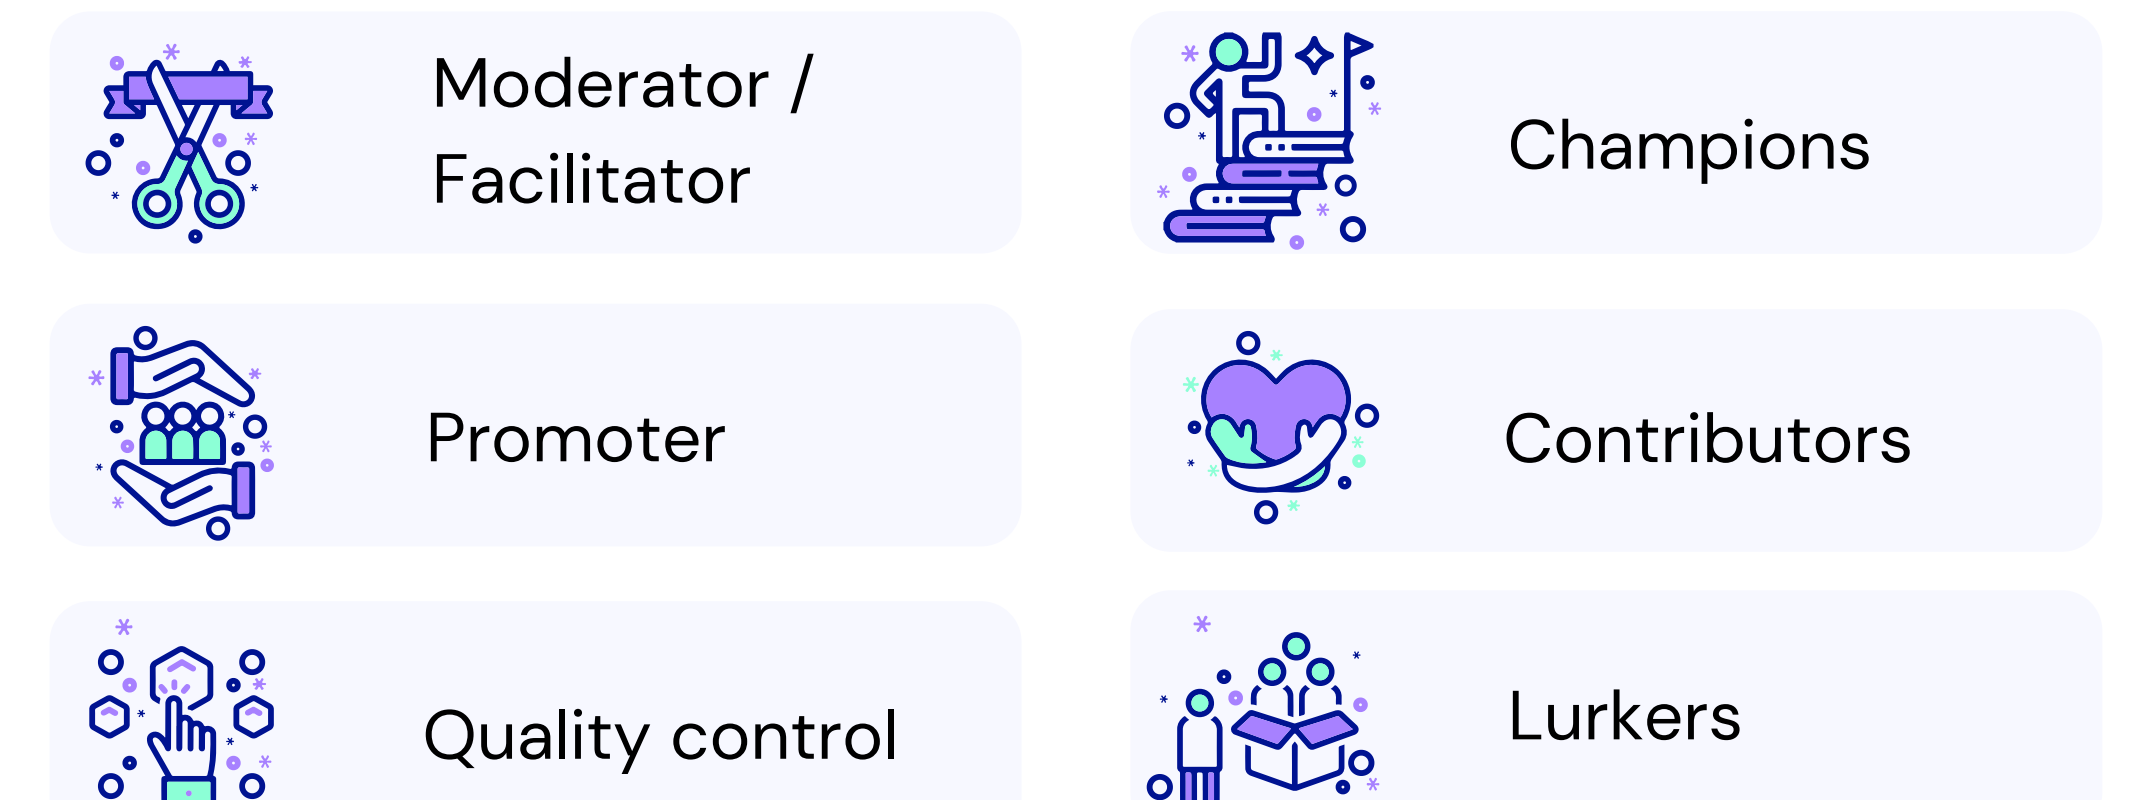 Moderator /
Facilitator
Champions
Promoter
Contributors
Quality control
Lurkers